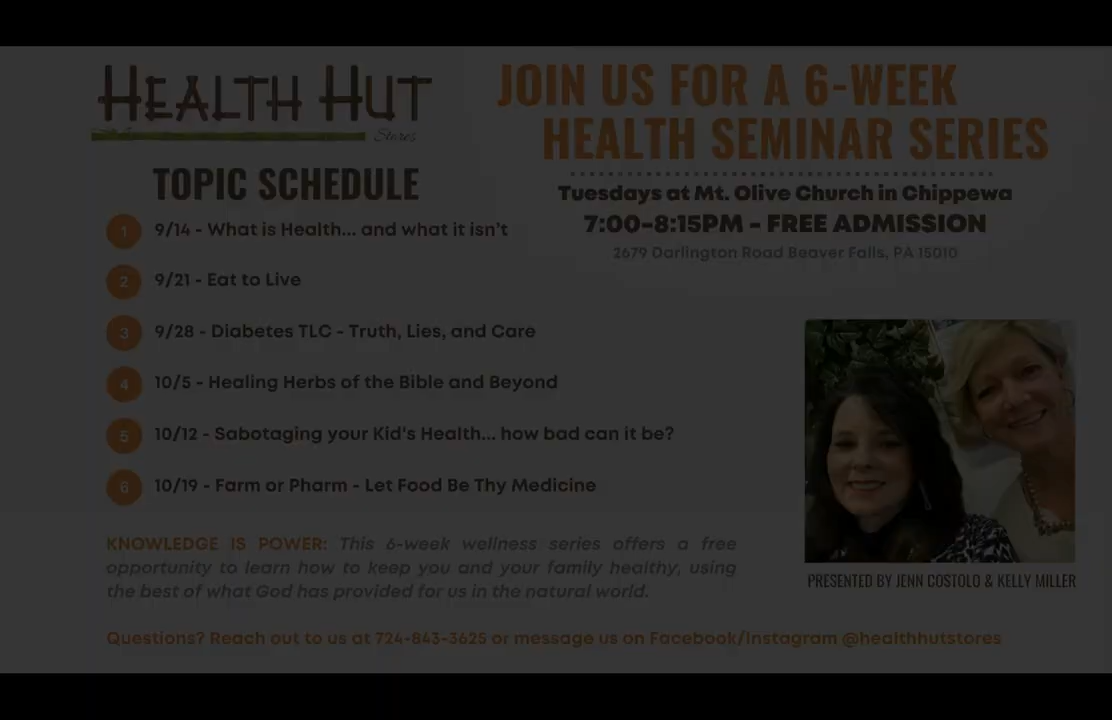 HEALTH HUT
Stores
JOIN US FOR A 6-WEEK
HEALTH SEMINAR SERIES
Tuesdays at Mt. Olive Church in Chippewa
7:00-8:15PM - FREE ADMISSION
2679 Darlington Road Beaver Falls, PA 15010
TOPIC SCHEDULE
1 9/14 - What is Health... and what it isn't
2 9/21 - Eat to Live
3 9/28 - Diabetes TLC - Truth, Lies, and Care
4 10/5 - Healing Herbs of the Bible and Beyond
5 10/12 - Sabotaging your Kid's Health... how bad can it be?
6 10/19 - Farm or Pharm - Let Food Be Thy Medicine
KNOWLEDGE IS POWER: This 6-week wellness series offers a free
opportunity to learn how to keep you and your family healthy, using
the best of what God has provided for us in the natural world.
PRESENTED BY JENN COSTOLO & KELLY MILLER
Questions? Reach out to us at 724-843-3625 or message us on Facebook/Instagram @healthhutstores